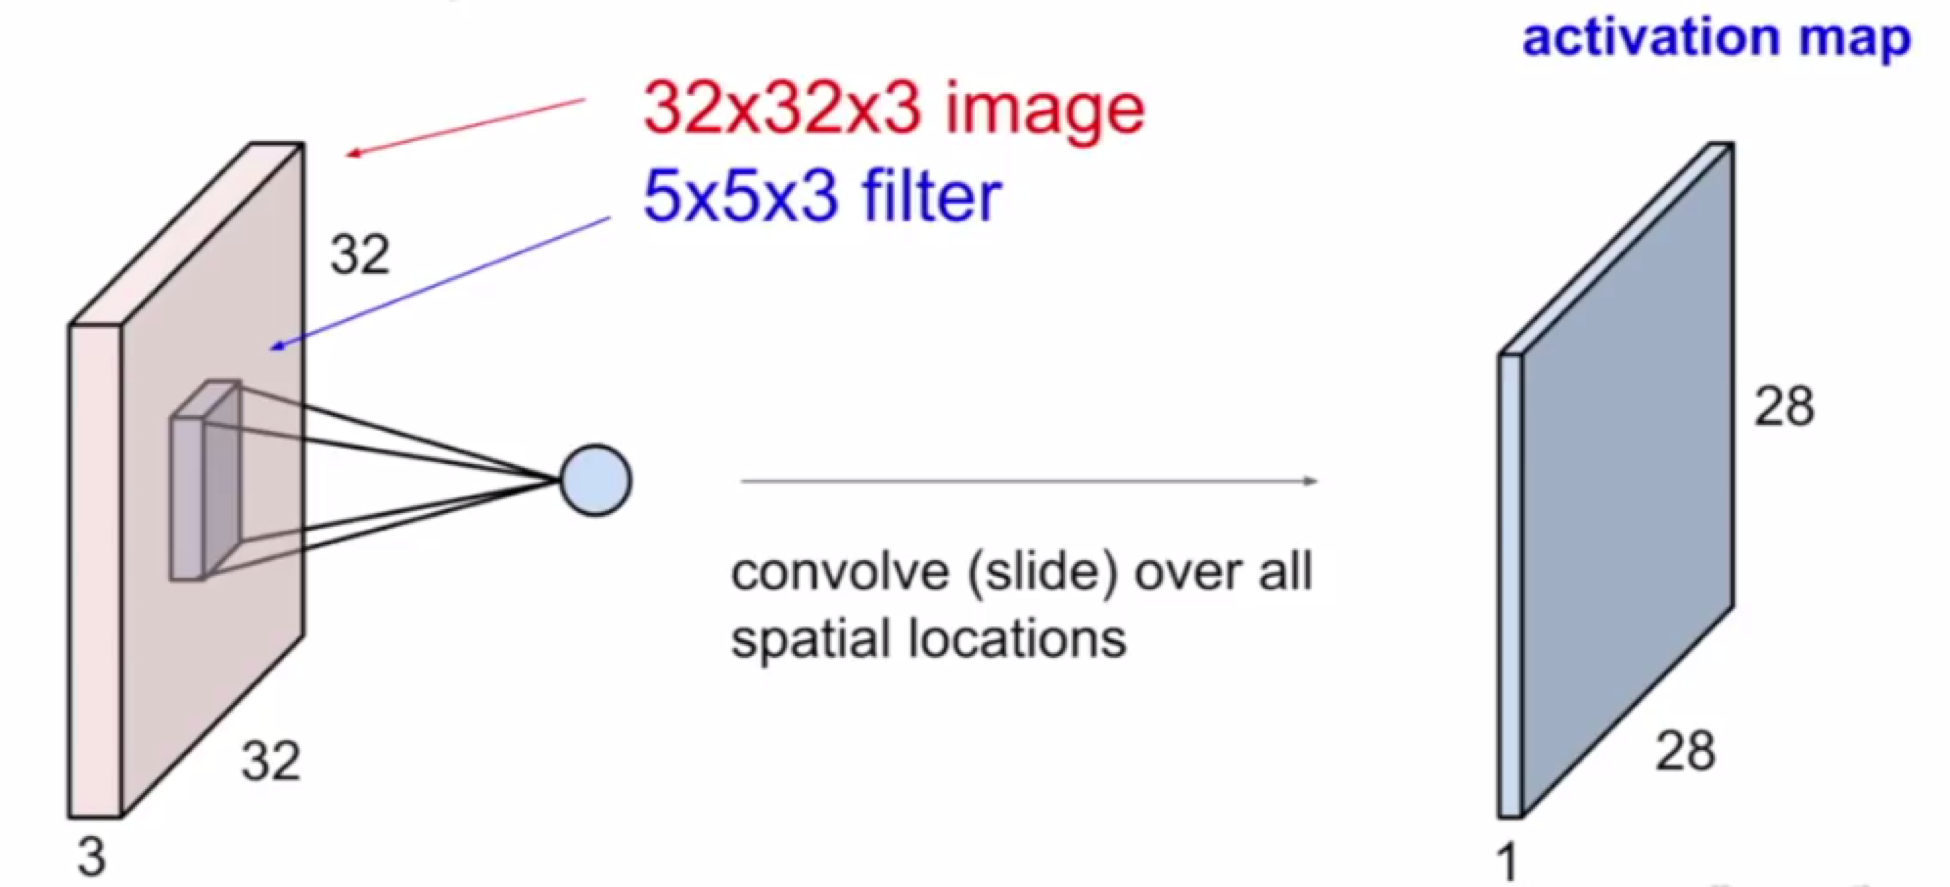 activation map
32x32x3 image
5x5x3 filter
32
28
convolve (slide) over all
spatial locations
32
28
3
1